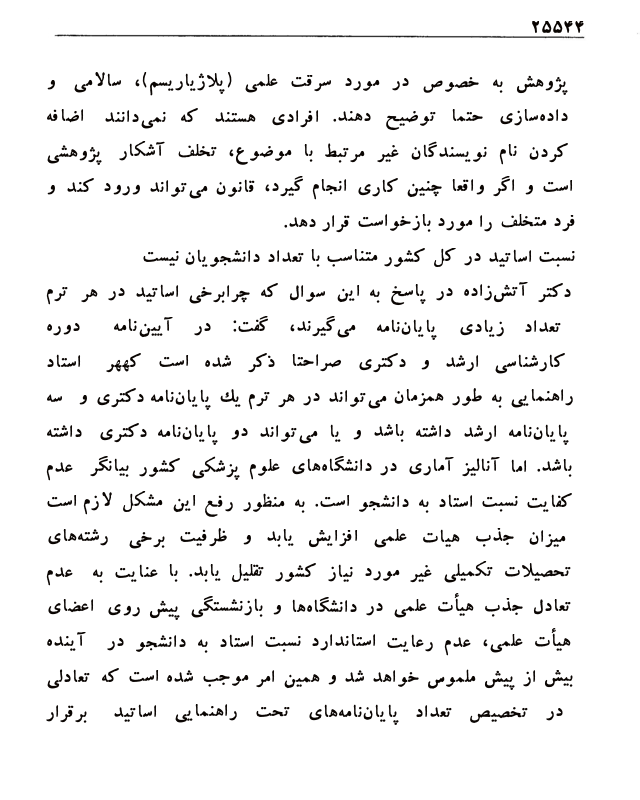 ۲۵۵۴۴
پژوهش به خصوص در مورد سرقت علمی (پلاژیاریسم)، سالامی و
داده‌سازی حتما توضیح دهند. افرادی هستند که نمی‌دانند اضافه
کردن نام نویسندگان غیر مرتبط با موضوع، تخلف آشکار پژوهشی
است و اگر واقعا چنین کاری انجام گیرد، قانون می‌تواند ورود کند و
فرد متخلف را مورد بازخواست قرار دهد.
نسبت اساتید در کل کشور متناسب با تعداد دانشجویان نیست
دکتر آتش‌زاده در پاسخ به این سوال که چرابرخی اساتید در هر ترم
تعداد زیادی پایان‌نامه می‌گیرند، گفت: در آیین‌نامه دوره
کارشناسی ارشد و دکتری صراحتا ذکر شده است کههر استاد
راهنمایی به طور همزمان می‌تواند در هر ترم یك پایان‌نامه دکتری و سه
پایان‌نامه ارشد داشته باشد و یا می‌تواند دو پایان‌نامه دکتری داشته
باشد. اما آنالیز آماری در دانشگاه‌های علوم پزشکی کشور بیانگر عدم
کفایت نسبت استاد به دانشجو است. به منظور رفع این مشکل لازم است
میزان جذب هیات علمی افزایش یابد و ظرفیت برخی رشته‌های
تحصیلات تکمیلی غیر مورد نیاز کشور تقلیل یابد. با عنایت به عدم
تعادل جذب هیأت علمی در دانشگاه‌ها و بازنشستگی پیش روی اعضای
هیأت علمی، عدم رعایت استاندارد نسبت استاد به دانشجو در آینده
بیش از پیش ملموس خواهد شد و همین امر موجب شده است که تعادلی
در تخصیص تعداد پایان‌نامه‌های تحت راهنمایی اساتید برقرار